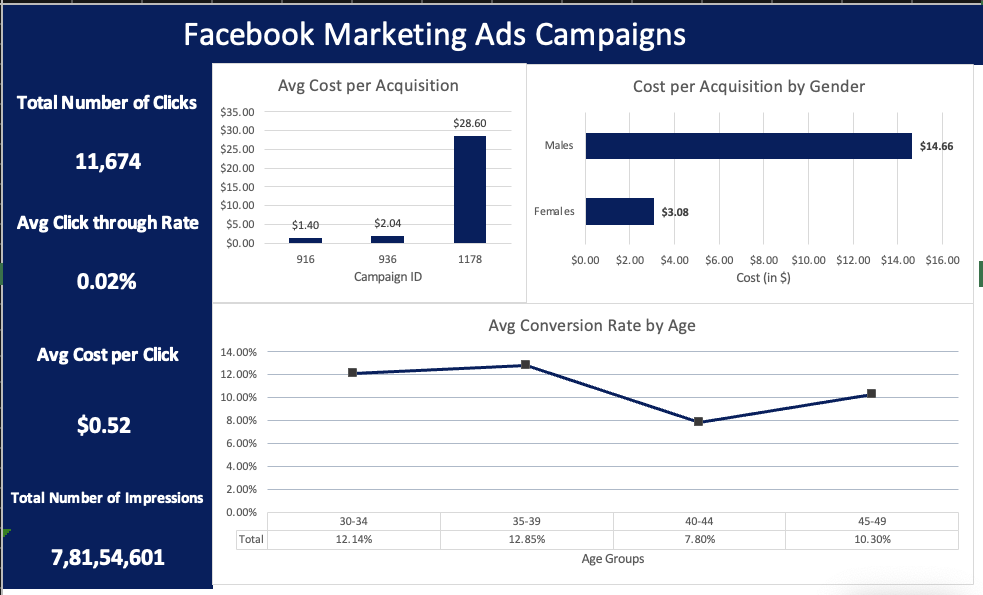 Facebook Marketing Ads Campaigns
Total Number of Clicks
11,674
Avg Click through Rate
0.02%
Avg Cost per Click
$0.52
Total Number of Impressions
7,81,54,601
Avg Cost per Acquisition
$35.00
$30.00
$25.00
$20.00
$15.00
$10.00
$5.00
$0.00
$1.40
$2.04
$28.60
916 936 1178
Campaign ID
Cost per Acquisition by Gender
Males $14.66
Females $3.08
$0.00 $2.00 $4.00 $6.00 $8.00 $10.00 $12.00 $14.00 $16.00
Cost (in $)
Avg Conversion Rate by Age
14.00%
12.00%
10.00%
8.00%
6.00%
4.00%
2.00%
0.00%
30-34 35-39 40-44 45-49
Total 12.14% 12.85% 7.80% 10.30%
Age Groups